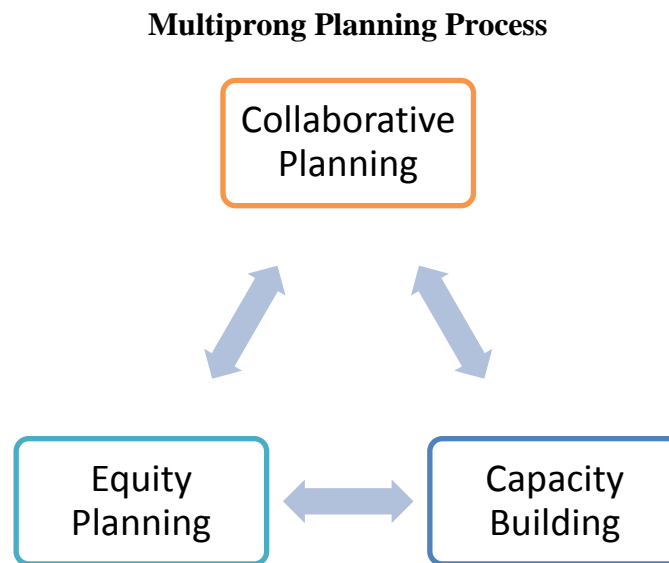 Multiprong Planning Process
Collaborative
Planning
Equity
Planning
Capacity
Building